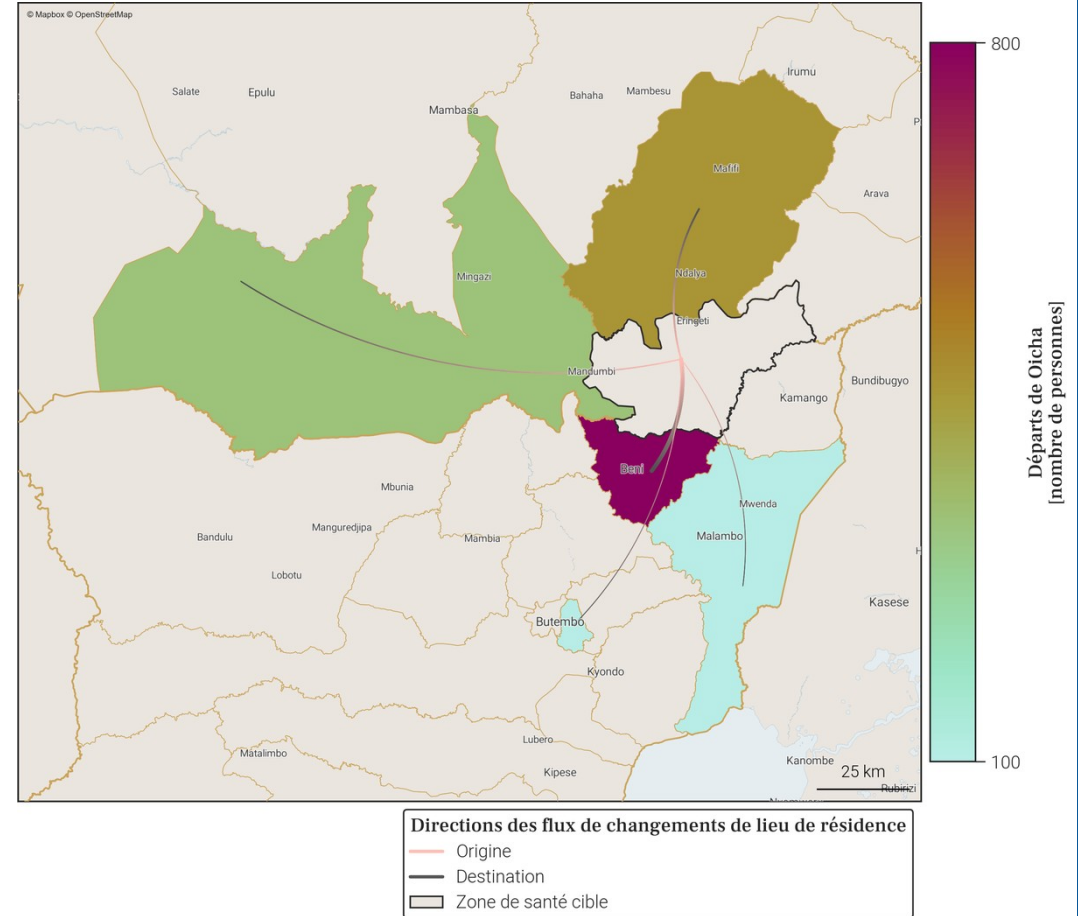 © Mapbox © OpenStreetMap
800
Irumu
Salate
Epulu
Bahaha
Mambesu
Mambasa
Mafifi
Arava
Ndalya
Mingazi
Eringeti
Mandumbi
Bundibugyo
Kamango
Départs de Oicha
[nombre de personnes]
Beni
Mbunia
Mwenda
Manguredjipa
Bandulu
Mambia
Malambo
Lobotu
Kasese
Butembo
Kyondo
Lubero
Matalimbo
Kanombe
100
Kipese
25 km
Rubirizi
Directions des flux de changements de lieu de résidence
Origine
Destination
Zone de santé cible